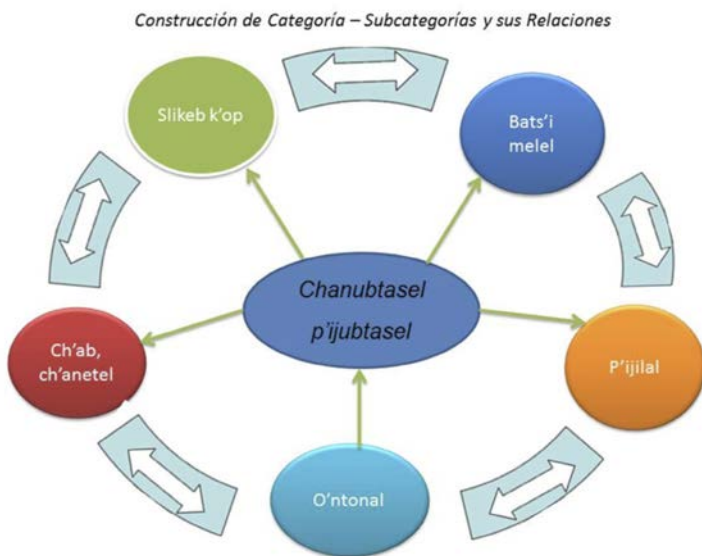 Construcción de Categoría – Subcategorías y sus Relaciones
Slikeb k'op
Bats'i
melel
Chanubtasel
p'ijubtasel
Ch'ab,
ch'anetel
P'ijilal
O'ntonal